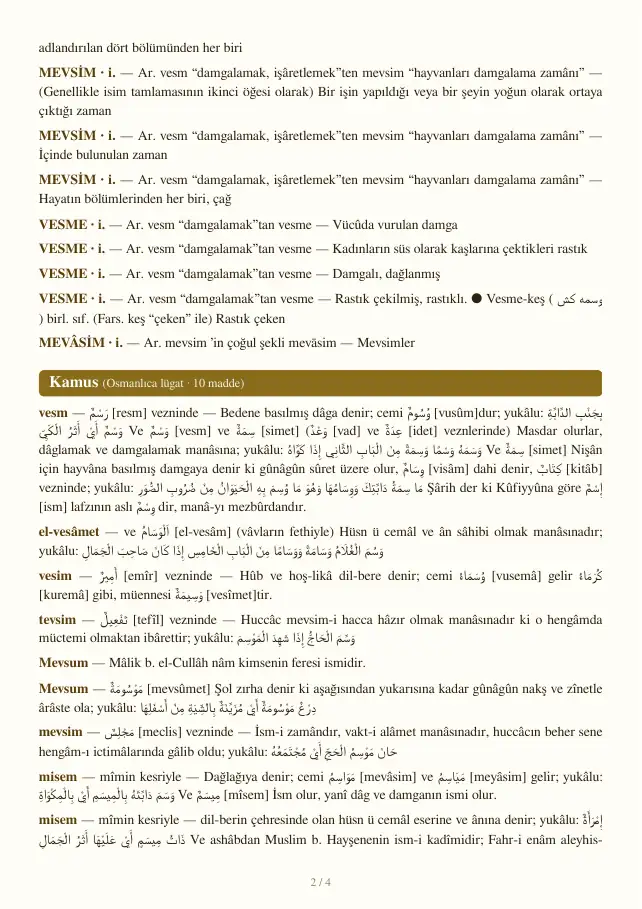 adlandırılan dört bölümünden her biri
MEVSİM · i. — Ar. vesm “damgalamak, işâretlemek”ten mevsim “hayvanları damgalama zamânı” —
(Genellikle isim tamlamasının ikinci öğesi olarak) Bir işin yapıldığı veya bir şeyin yoğun olarak ortaya
çıktığı zaman
MEVSİM · i. — Ar. vesm “damgalamak, işâretlemek”ten mevsim “hayvanları damgalama zamânı” —
İçinde bulunulan zaman
MEVSİM · i. — Ar. vesm “damgalamak, işâretlemek”ten mevsim “hayvanları damgalama zamânı” —
Hayatın bölümlerinden her biri, çağ
VESME · i. — Ar. vesm “damgalamak”tan vesme — Vücûda vurulan damga
VESME · i. — Ar. vesm “damgalamak”tan vesme — Kadınların süs olarak kaşlarına çektikleri rastık
VESME · i. — Ar. vesm “damgalamak”tan vesme — Damgalı, dağlanmış
VESME · i. — Ar. vesm “damgalamak”tan vesme — Rastık çekilmiş, rastıklı. ● Vesme-keş ( وسمه كش
) birl. sıf. (Fars. keş “çeken” ile) Rastık çeken
MEVÂSİM · i. — Ar. mevsim ’in çoğul şekli mevāsim — Mevsimler
Kamus (Osmanlıca lügat · 10 madde)
vesm — رَسْمٌ [resm] vezninde — Bedene basılmış dâga denir; cemi وُسُومٌ [vusûm]dur; yukâlu: بِجَنْبِ الدَّابَّةِ
وَسْمٌ أَيْ أَثَرُ الْكَيِّ Ve وَسْمٌ [vesm] ve سِمَةٌ [simet] (وَعْدٌ [vad] ve عِدَةٌ [idet] veznlerinde) Masdar olurlar,
dâglamak ve damgalamak manâsına; yukâlu: وَسَمَهُ وَسْمًا وَسِمَةً مِنَ الْبَابِ الثَّانِي إِذَا كَوَّاهُ Ve سِمَةٌ [simet] Nişân
için hayvâna basılmış damgaya denir ki gûnâgûn sûret üzere olur, وِسَامٌ [visâm] dahi denir, كِتَابٌ [kitâb]
vezninde; yukâlu: مَا سِمَةُ دَابَّتِكَ وَوِسَامُهَا وَهُوَ مَا وُسِمَ بِهِ الْحَيَوَانُ مِنْ ضُرُوبِ الصُّوَرِ Şârih der ki Kûfiyyuna göre إِسْمٌ
[ism] lafzının aslı وِسْمٌ dir, manâ-yı mezbûrdandır.
el-vesâmet — ve اَلْوَسَامُ [el-vesâm] (vâvların fethiyle) Hüsn ü cemâl ve ân sâhibi olmak manâsınadır;
yukâlu: وَسُمَ الْغُلَامُ وَسَامَةً وَوَسَامًا مِنَ الْبَابِ الْخَامِسِ إِذَا كَانَ صَاحِبَ الْجَمَالِ
vesim — أَمِيرٌ [emîr] vezninde — Hûb ve hoş-likâ dil-bere denir; cemi وُسَمَاءُ [vusemâ] gelir كُرَمَاءُ
[kuremâ] gibi, müennesi وَسِيمَةٌ [vesîmet]tir.
tevsim — تَفْعِيلٌ [tefîl] vezninde — Huccâc mevsim-i hacca hâzır olmak manâsınadır ki o hengâmda
müctemi olmaktan ibârettir; yukâlu: وَسَّمَ الْحَاجُّ إِذَا شَهِدَ الْمَوْسِمَ
Mevsum — Mâlik b. el-Cullâh nâm kimsenin feresi ismidir.
Mevsum — مَوْسُومَةٌ [mevsûmet] Şol zırha denir ki aşağısından yukarısına kadar gûnâgûn nakş ve zînetle
ârâste ola; yukâlu: دِرْعٌ مَوْسُومَةٌ أَيْ مُزَيَّنَةٌ بِالشِّيَةِ مِنْ أَسْفَلِهَا
mevsim — مَجْلِسٌ [meclis] vezninde — İsm-i zamândır, vakt-i alâmet manâsınadır, huccâcın beher sene
hengâm-ı ictimâlarında gâlib oldu; yukâlu: حَانَ مَوْسِمُ الْحَجِّ أَيْ مُجْتَمَعُهُ
misem — mîmin kesriyle — Dağlağıya denir; cemi مَوَاسِمُ [mevâsim] ve مَيَاسِمُ [meyâsim] gelir; yukâlu:
وَسَمَ دَابَّتَهُ بِالْمِيسَمِ أَيْ بِالْمِكْوَاةِ Ve مِيسَمٌ [mîsem] İsm olur, yanî dâg ve damganın ismi olur.
misem — mîmin kesriyle — dil-berin çehresinde olan hüsn ü cemâl eserine ve ânına denir; yukâlu: إِمْرَأَةٌ
ذَاتُ مِيسَمٍ أَيْ عَلَيْهَا أَثَرُ الْجَمَالِ Ve ashâbdan Muslim b. Hayşenenin ism-i kadîmidir; Fahr-i enâm aleyhis-
2 / 4